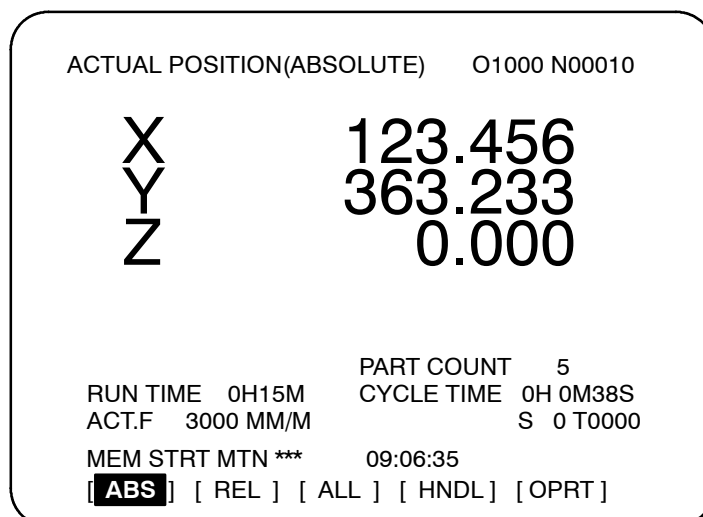 ACTUAL POSITION(ABSOLUTE) O1000 N00010
X 123.456
Y 363.233
Z 0.000
PART COUNT 5
RUN TIME 0H15M CYCLE TIME 0H 0M38S
ACT.F 3000 MM/M S 0 T0000
MEM STRT MTN *** 09:06:35
[ ABS ] [ REL ] [ ALL ] [ HNDL ] [ OPRT ]